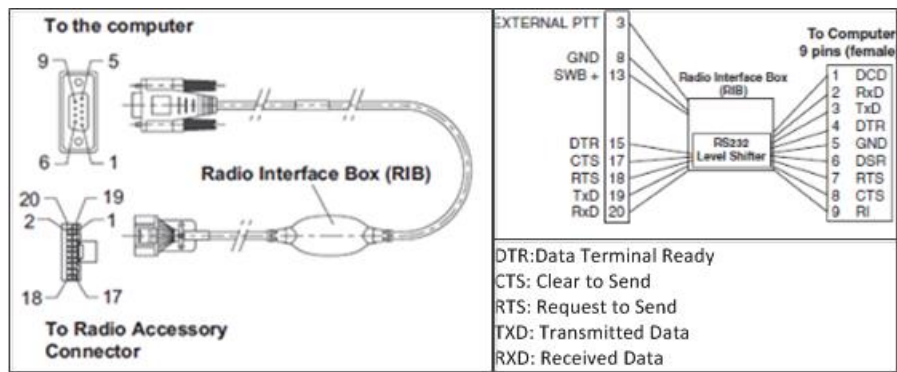 To the computer
9 5
6 1
Radio Interface Box (RIB)
20 19
2 1
18 17
To Radio Accessory
Connector
EXTERNAL PTT 3
GND 8
SWB + 13
DTR 15
CTS 17
RTS 18
TxD 19
RxD 20
Radio Interface Box
(RIB)
RS232
Level Shifter
To Computer
9 pins (female
1 DCD
2 RxD
3 TxD
4 DTR
5 GND
6 DSR
7 RTS
8 CTS
9 RI
DTR:Data Terminal Ready
CTS: Clear to Send
RTS: Request to Send
TXD: Transmitted Data
RXD: Received Data